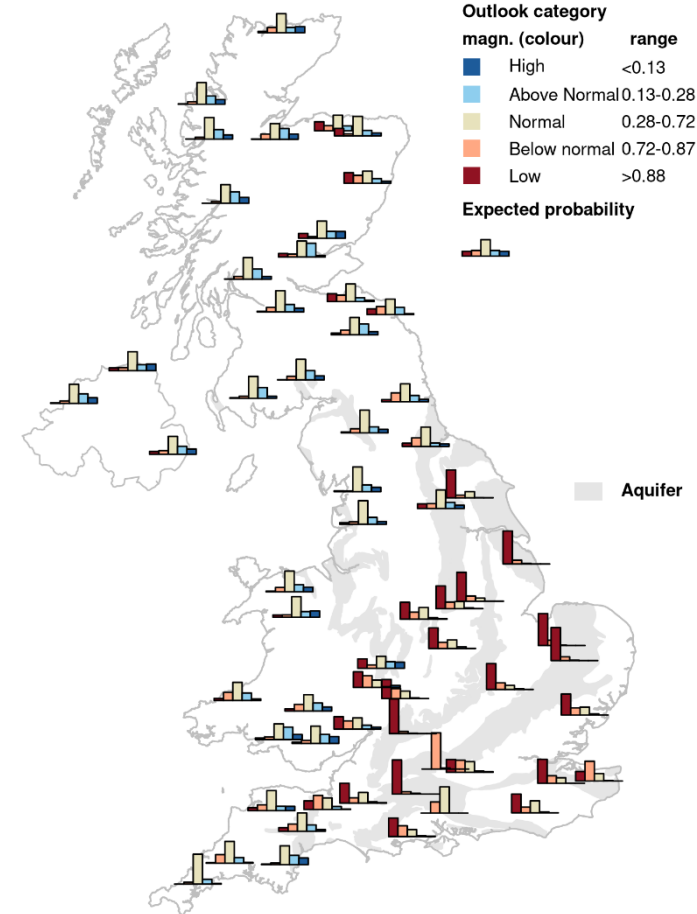 Outlook category
magn. (colour) range
High <0.13
Above Normal 0.13-0.28
Normal 0.28-0.72
Below normal 0.72-0.87
Low >0.88
Expected probability
Aquifer